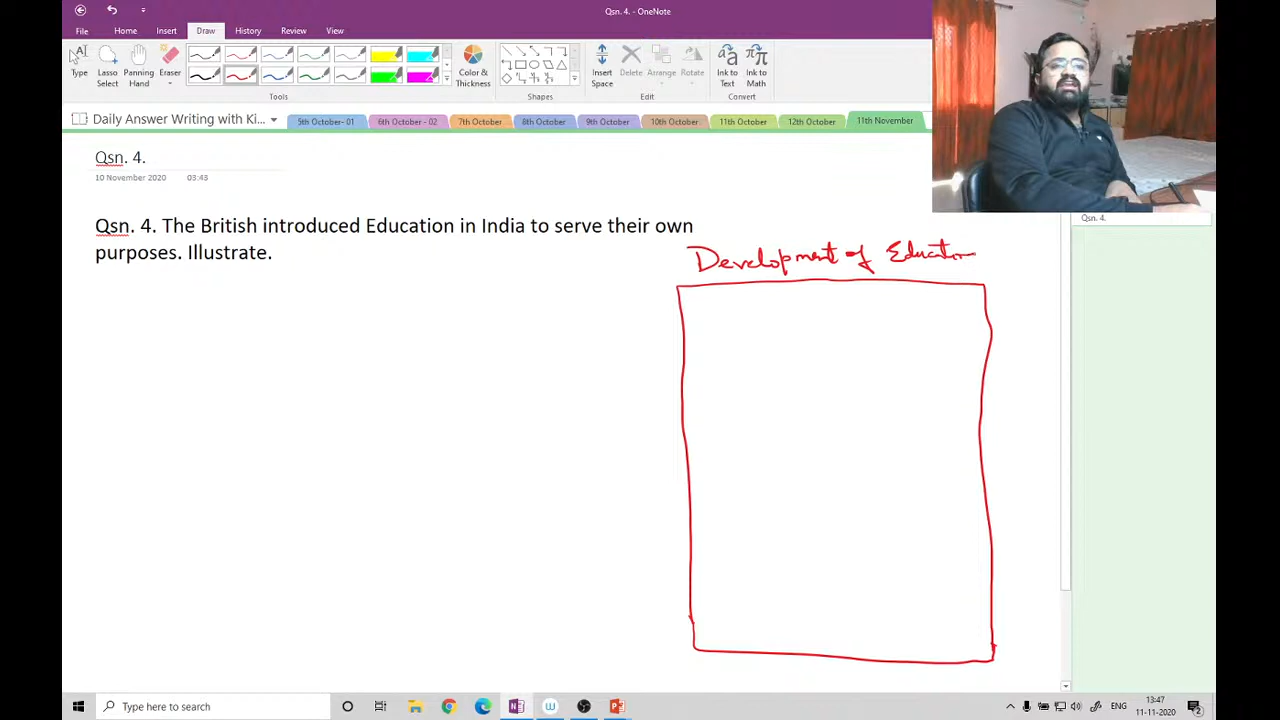 Qsn. 4. - OneNote
File
Home
Insert
Draw
History
Review
View
Type
Lasso Select
Panning Hand
Eraser
Color & Thickness
Insert Space
Delete
Arrange
Rotate
Ink to Text
Ink to Math
Tools
Shapes
Edit
Convert
Daily Answer Writing with Ki...
5th October- 01
6th October - 02
7th October
8th October
9th October
10th October
11th October
12th October
11th November
Qsn. 4.
10 November 2020 03:43
Qsn. 4.
Qsn. 4. The British introduced Education in India to serve their own
purposes. Illustrate.
Development of Education
Type here to search
13:47
11-11-2020
2